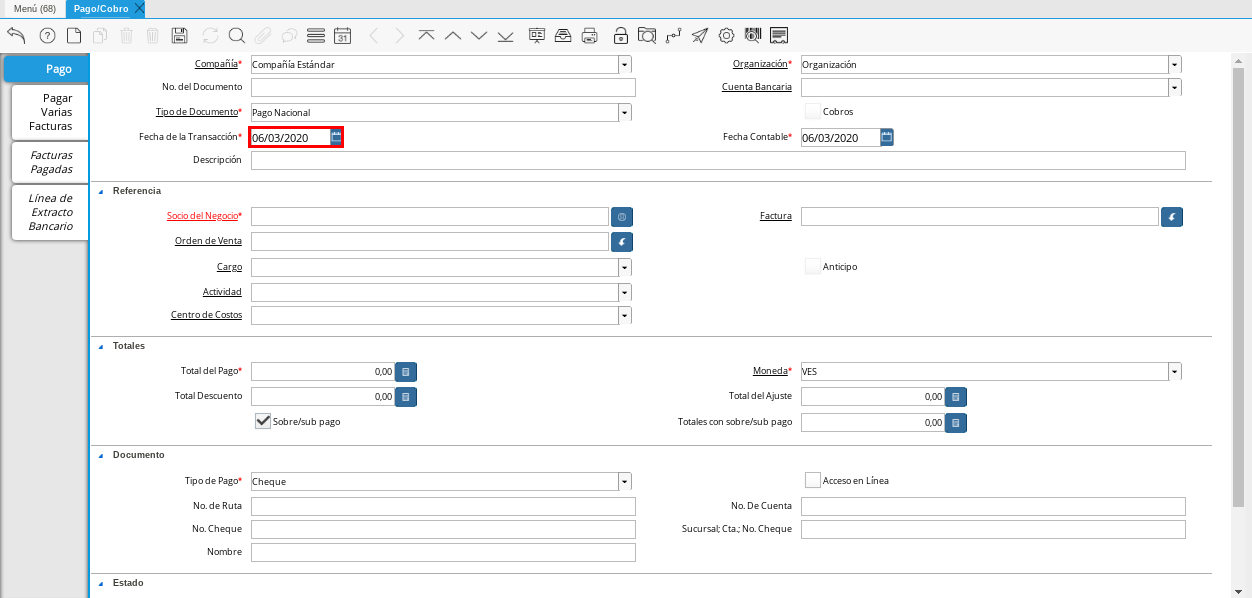 Menú (68)
Pago/Cobro
31
Pago
Pagar
Varias
Facturas
Facturas
Pagadas
Línea de
Extracto
Bancario
Compañía* Compañía Estándar
Organización* Organización
No. del Documento
Cuenta Bancaria
Tipo de Documento* Pago Nacional
Cobros
Fecha de la Transacción* 06/03/2020
Fecha Contable* 06/03/2020
Descripción
Referencia
Socio del Negocio*
Factura
Orden de Venta
Cargo
Anticipo
Actividad
Centro de Costos
Totales
Total del Pago* 0,00
Moneda* VES
Total Descuento 0,00
Total del Ajuste 0,00
Sobre/sub pago
Totales con sobre/sub pago 0,00
Documento
Tipo de Pago* Cheque
Acceso en Línea
No. de Ruta
No. De Cuenta
No. Cheque
Sucursal; Cta.; No. Cheque
Nombre
Estado